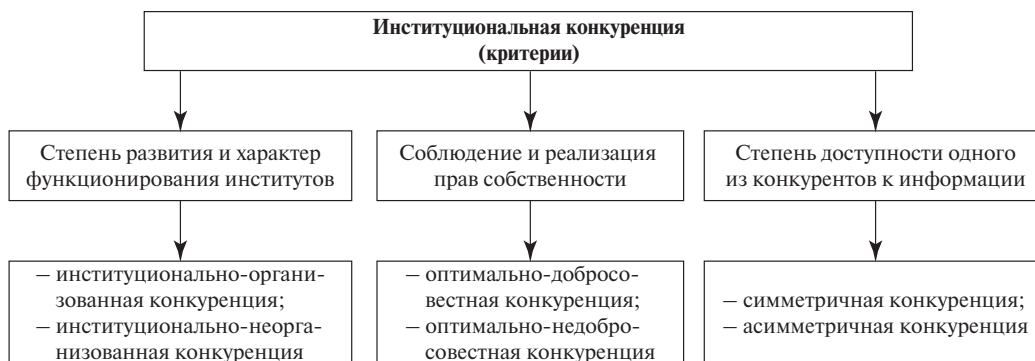 Институциональная конкуренция
(критерии)
Степень развития и характер
функционирования институтов
Соблюдение и реализация
прав собственности
Степень доступности одного
из конкурентов к информации
– институционально-органи-
зованная конкуренция;
– институционально-неорга-
низованная конкуренция
– оптимально-добросо-
вестная конкуренция;
– оптимально-недобро-
совестная конкуренция
– симметричная конкуренция;
– асимметричная конкуренция